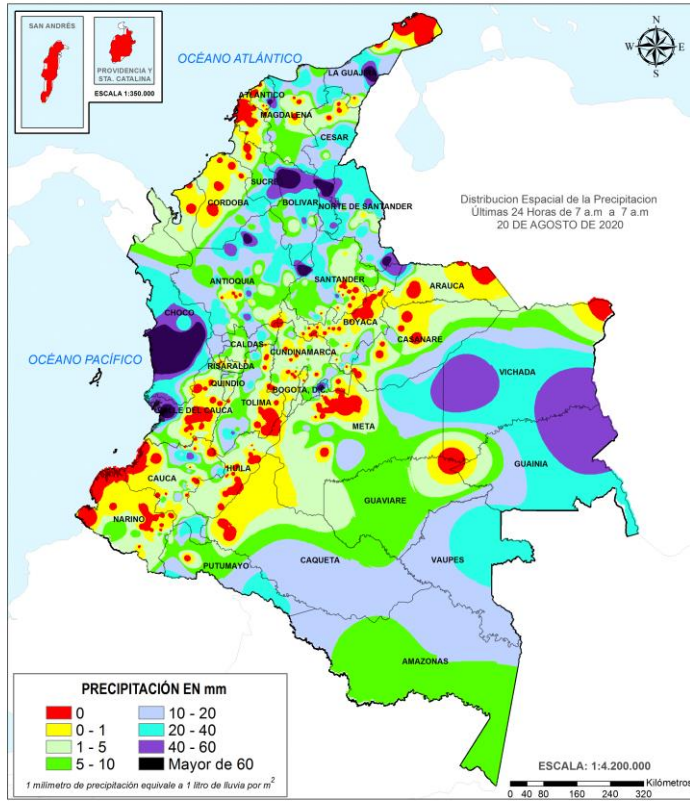 SAN ANDRÉS
PROVIDENCIA Y
STA. CATALINA
ESCALA 1:350.000
OCÉANO ATLÁNTICO
N
W E
S
LA GUAJIRA
ATLÁNTICO
MAGDALENA
CESAR
SUCRE
CORDOBA
BOLIVAR
NORTE DE SANTANDER
Distribucion Espacial de la Precipitacion
Últimas 24 Horas de 7 a.m a 7 a.m
20 DE AGOSTO DE 2020
ANTIOQUIA
SANTANDER
ARAUCA
CHOCO
BOYACA
CASANARE
OCÉANO PACÍFICO
CALDAS
CUNDINAMARCA
RISARALDA
VICHADA
QUINDIO
BOGOTA, D.C.
TOLIMA
VALLE DEL CAUCA
META
GUAINIA
CAUCA
HUILA
GUAVIARE
NARIÑO
PUTUMAYO
CAQUETA
VAUPES
AMAZONAS
PRECIPITACIÓN EN mm
0
10 - 20
0 - 1
20 - 40
1 - 5
40 - 60
5 - 10
Mayor de 60
1 milimetro de precipitación equivale a 1 litro de lluvia por m²
ESCALA: 1:4.200.000
Kilómetros
0 40 80 160 240 320